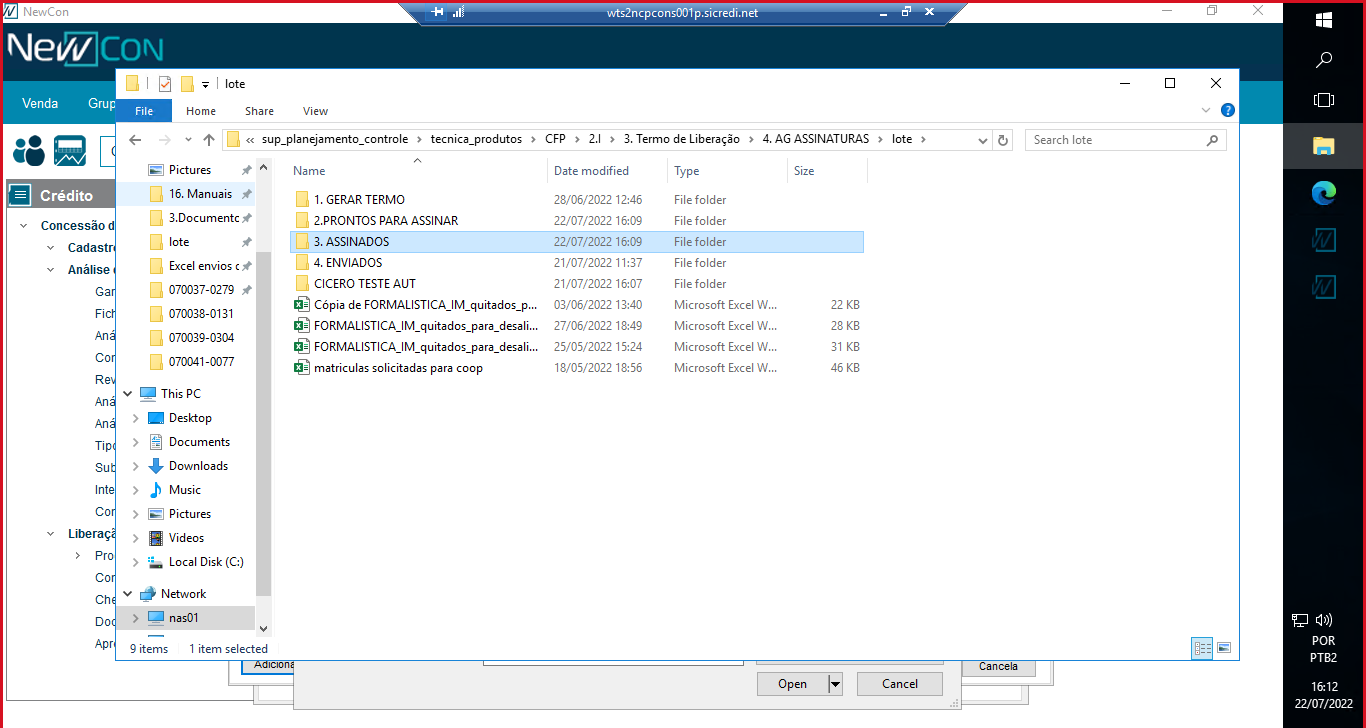 NewCon
wts2ncpcons001p.sicredi.net
NewCon
lote
Venda
Grup
File
Home
Share
View
« sup_planejamento_controle > tecnica_produtos > CFP > 2.I > 3. Termo de Liberação > 4. AG ASSINATURAS > lote >
Search lote
Crédito
Concessão d
Cadastro
Análise
Gar
Fich
Aná
Cor
Rev
Aná
Aná
Tipo
Sub
Inte
Cor
Liberaçã
Pro
Cor
Che
Doc
Apr
Pictures
16. Manuais
3.Documento
lote
Excel envios c
070037-0279
070038-0131
070039-0304
070041-0077
This PC
Desktop
Documents
Downloads
Music
Pictures
Videos
Local Disk (C:)
Network
nas01
Name Date modified Type Size
1. GERAR TERMO 28/06/2022 12:46 File folder
2.PRONTOS PARA ASSINAR 22/07/2022 16:09 File folder
3. ASSINADOS 22/07/2022 16:09 File folder
4. ENVIADOS 21/07/2022 11:37 File folder
CICERO TESTE AUT 21/07/2022 16:07 File folder
Cópia de FORMALISTICA_IM_quitados_p... 03/06/2022 13:40 Microsoft Excel W... 22 KB
FORMALISTICA_IM_quitados_para_desali... 27/06/2022 18:49 Microsoft Excel W... 28 KB
FORMALISTICA_IM_quitados_para_desali... 25/05/2022 15:24 Microsoft Excel W... 31 KB
matriculas solicitadas para coop 18/05/2022 18:56 Microsoft Excel W... 46 KB
9 items 1 item selected
Adiciona
Cancela
Open
Cancel
POR
PTB2
16:12
22/07/2022